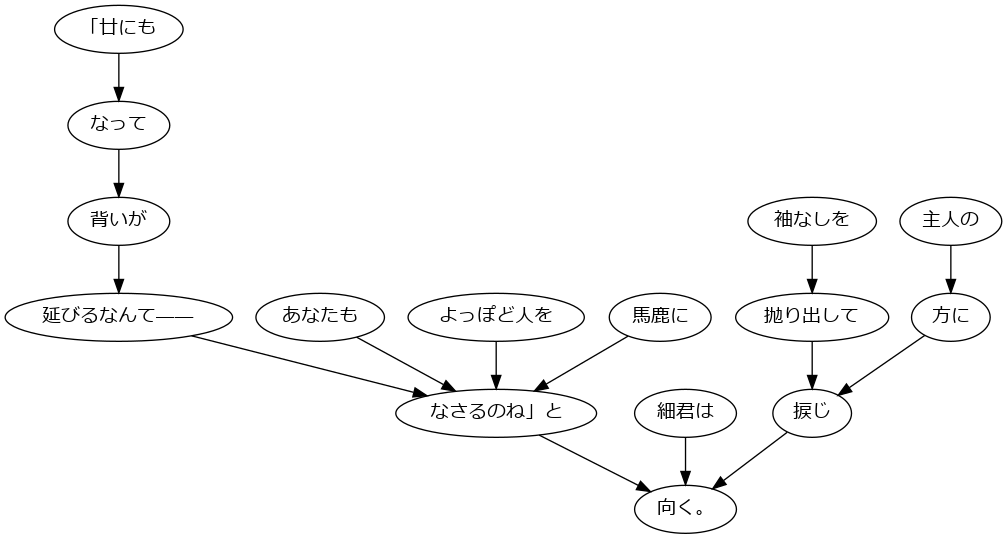 「廿にも
なって
背いが
袖なしを
主人の
延びるなんて――
あなたも
よっぽど人を
馬鹿に
抛り出して
方に
なさるのね」と
細君は
捩じ
向く。